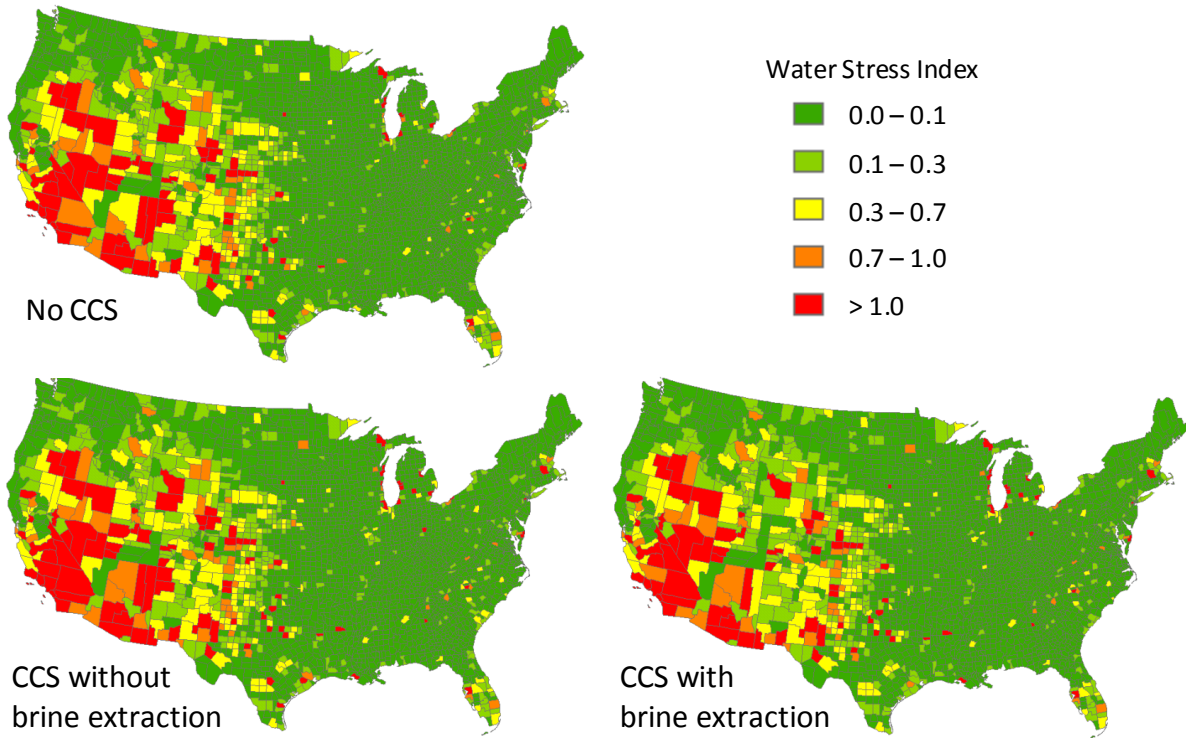 Water Stress Index
0.0 – 0.1
0.1 – 0.3
0.3 – 0.7
0.7 – 1.0
> 1.0
No CCS
CCS without
brine extraction
CCS with
brine extraction